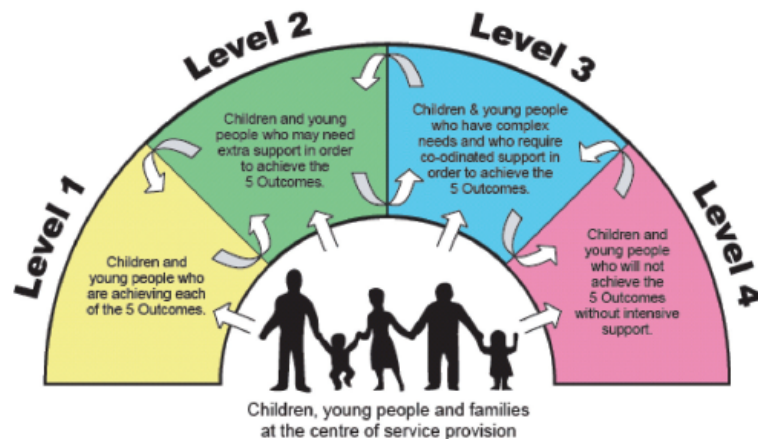 Level 1
Level 2
Level 3
Level 4
Children and
young people who
are achieving each
of the 5 Outcomes.
Children and young
people who may need
extra support in order
to achieve the
5 Outcomes.
Children & young people
who have complex
needs and who require
co-odinated support in
order to achieve the
5 Outcomes.
Children and
young people
who will not
achieve the
5 Outcomes
without intensive
support.
Children, young people and families
at the centre of service provision